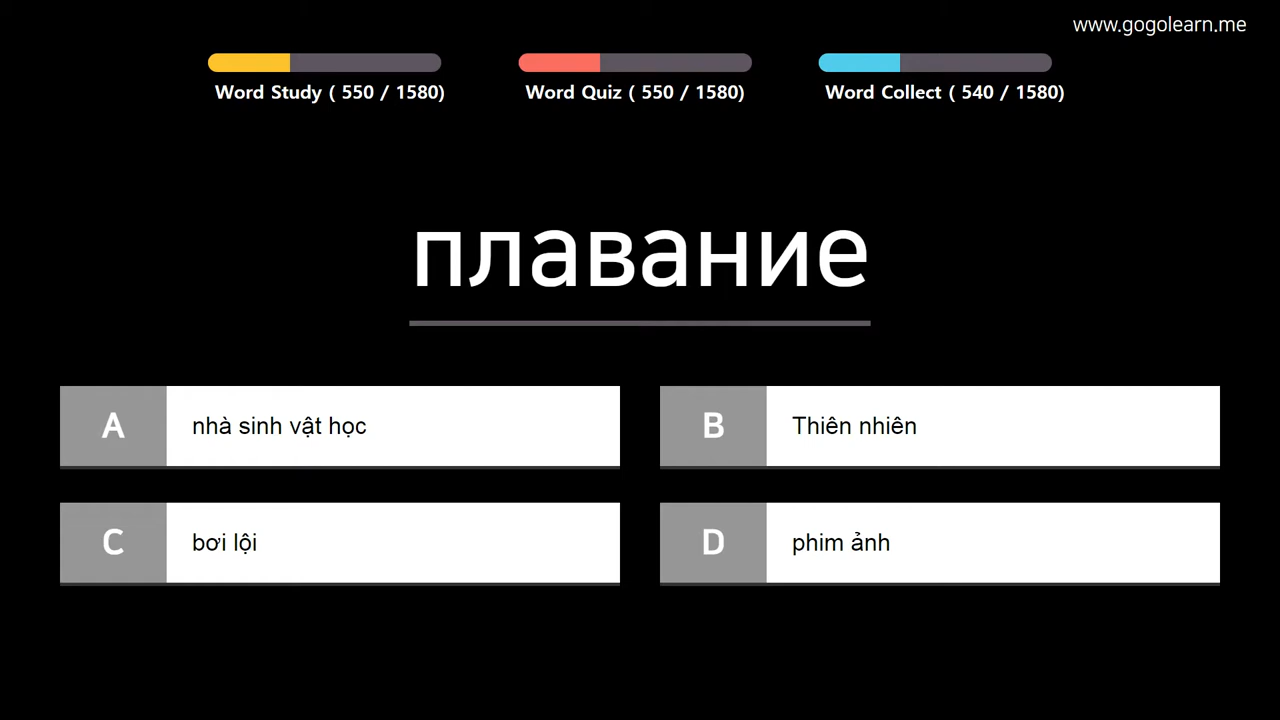 www.gogolearn.me
Word Study ( 550 / 1580)
Word Quiz ( 550 / 1580)
Word Collect ( 540 / 1580)
плавание
A nhà sinh vật học
B Thiên nhiên
C bơi lội
D phim ảnh